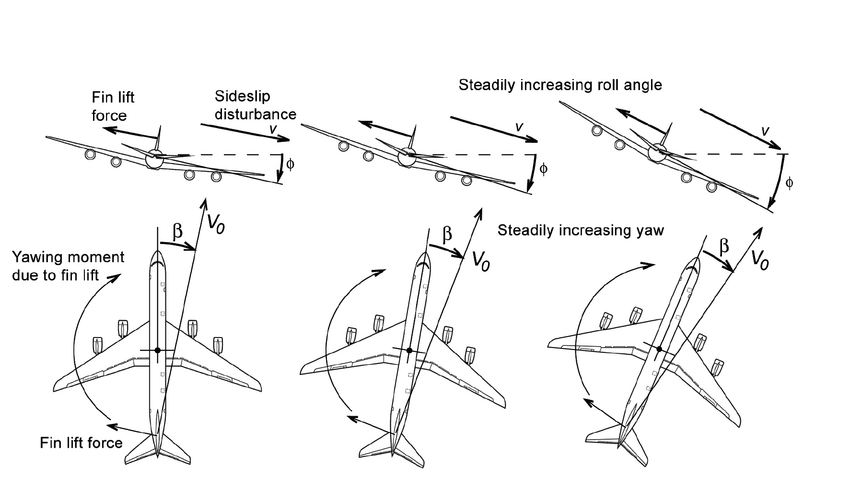 Steadily increasing roll angle
Fin lift
force
Sideslip
disturbance
v
v
v
ϕ
ϕ
ϕ
β
V0
β
V0
Steadily increasing yaw
β
V0
Yawing moment
due to fin lift
Fin lift force